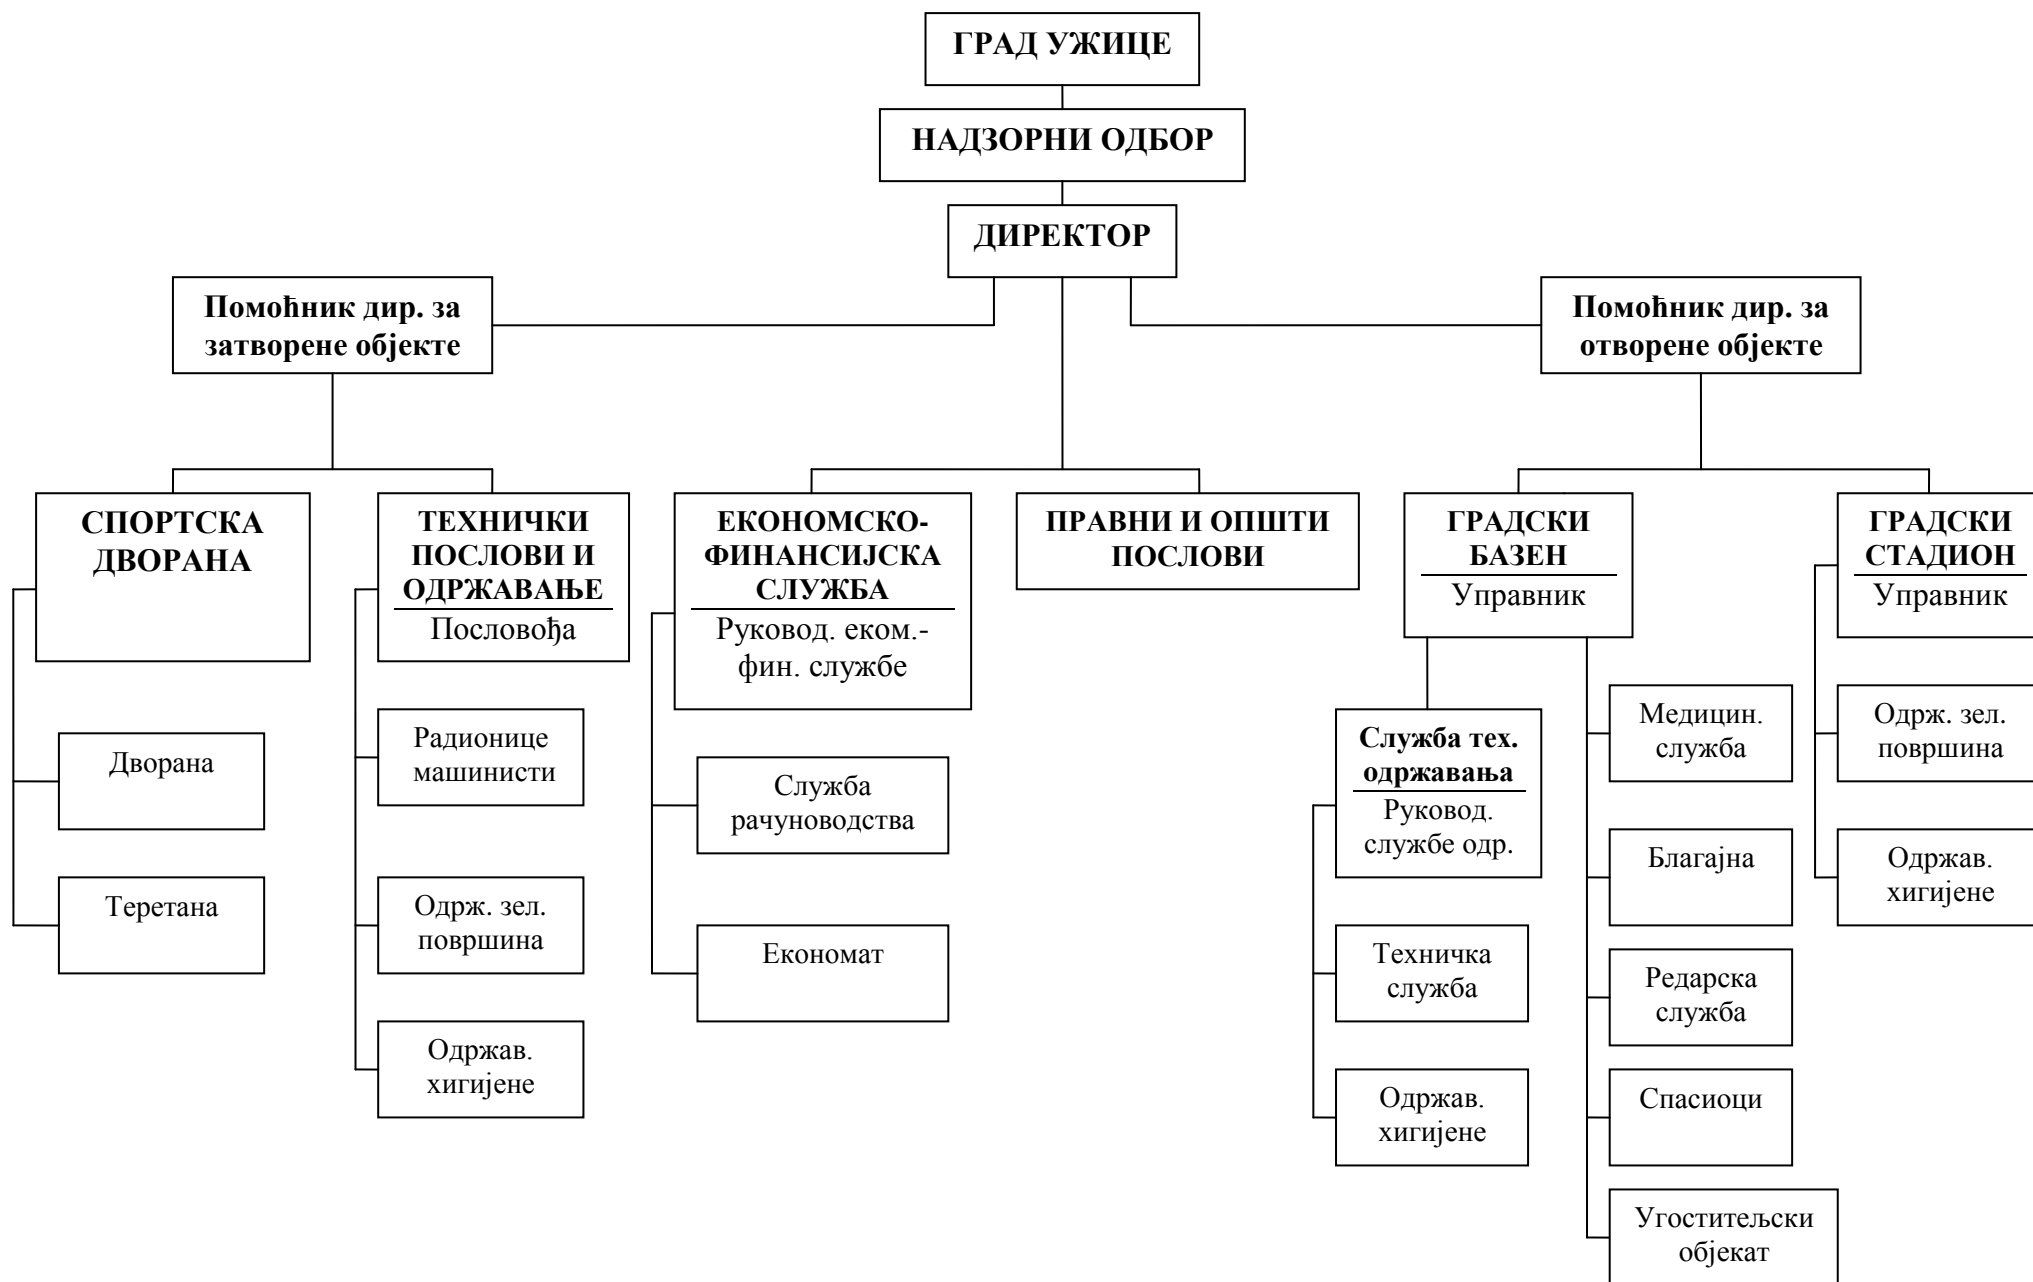 ГРАД УЖИЦЕ
НАДЗОРНИ ОДБОР
ДИРЕКТОР
Помоћник дир. за
затворене објекте
Помоћник дир. за
отворене објекте
СПОРТСКА
ДВОРАНА
ТЕХНИЧКИ
ПОСЛОВИ И
ОДРЖАВАЊЕ
Пословођа
ЕКОНОМСКО-
ФИНАНСИЈСКА
СЛУЖБА
Руковод. еком.-
фин. службе
ПРАВНИ И ОПШТИ
ПОСЛОВИ
ГРАДСКИ
БАЗЕН
Управник
ГРАДСКИ
СТАДИОН
Управник
Дворана
Теретана
Радионице
машинисти
Одрж. зел.
површина
Одржав.
хигијене
Служба
рачуноводства
Економат
Служба тех.
одржавања
Руковод.
службе одр.
Техничка
служба
Одржав.
хигијене
Медицин.
служба
Благајна
Редарска
служба
Спасиоци
Угоститељски
објекат
Одрж. зел.
површина
Одржав.
хигијене